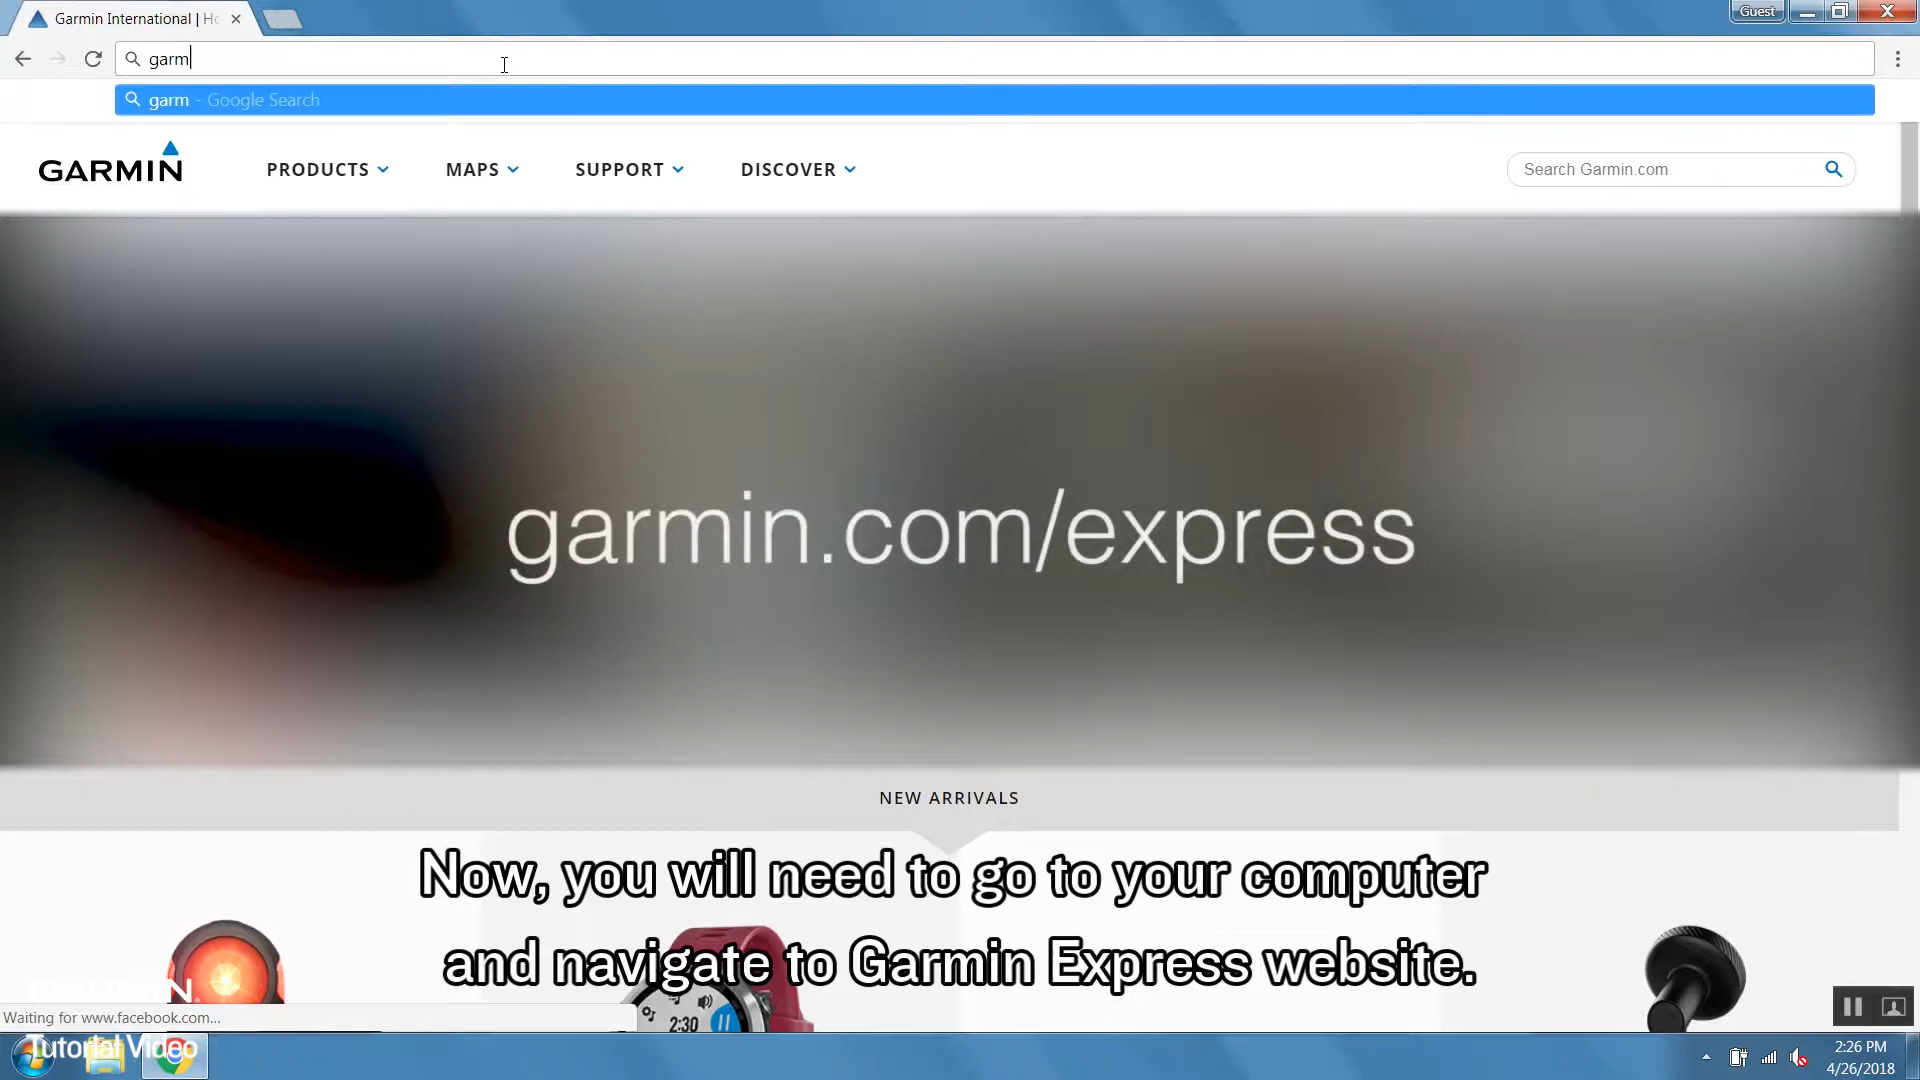 Garmin International | Ho
Guest
garm
garm - Google Search
GARMIN
PRODUCTS
MAPS
SUPPORT
DISCOVER
Search Garmin.com
garmin.com/express
NEW ARRIVALS
Now, you will need to go to your computer
and navigate to Garmin Express website.
2:30
Waiting for www.facebook.com...
Tutorial Video
2:26 PM
4/26/2018